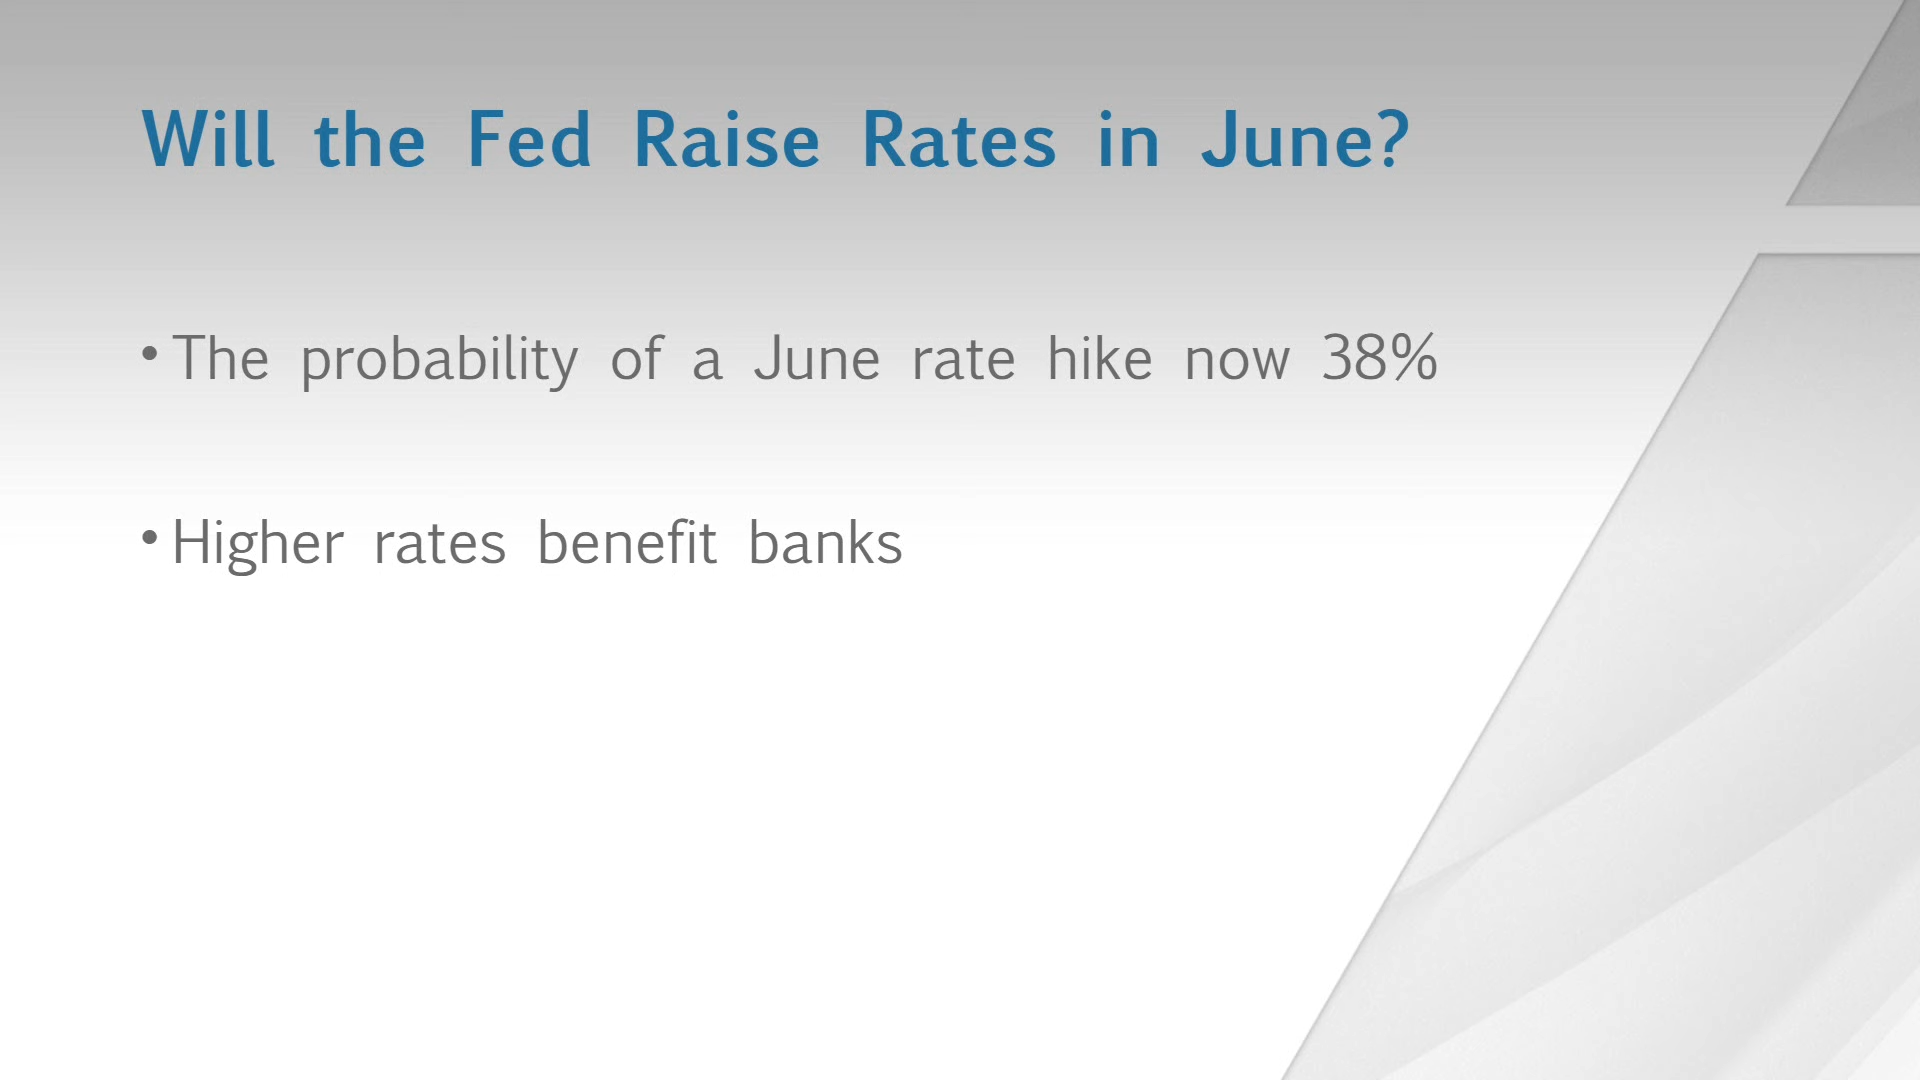 Will the Fed Raise Rates in June?
• The probability of a June rate hike now 38%
• Higher rates benefit banks